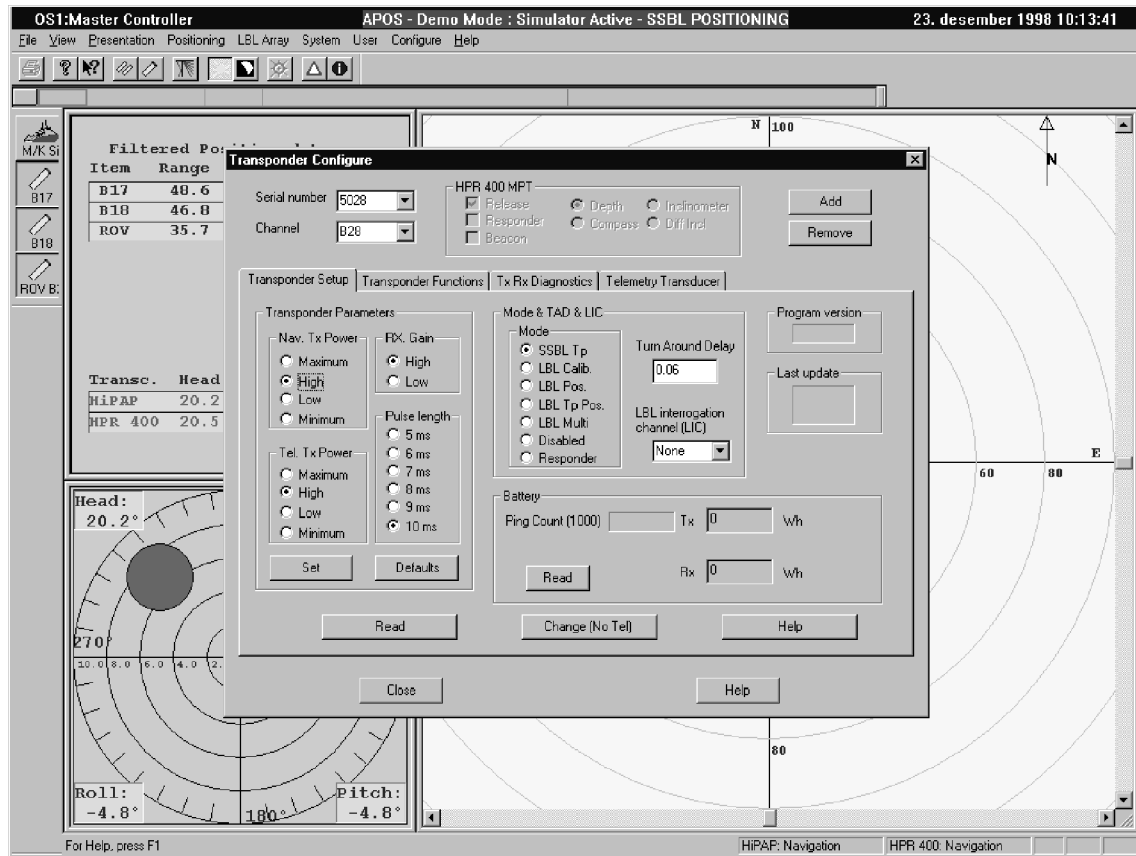 OS1:Master Controller APOS - Demo Mode : Simulator Active - SSBL POSITIONING 23. desember 1998 10:13:41
File View Presentation Positioning LBL Array System User Configure Help
M/K Si
B17
B18
ROV B
Item Range
B17 48.6
B18 46.8
ROV 35.7
Transc. Head
HiPAP 20.2
HPR 400 20.5
Head:
20.2°
270°
10.0 8.0 6.0 4.0 2.
180°
Roll:
-4.8°
Pitch:
-4.8°
N 100
N
E
60 80
80
Transponder Configure
Serial number 5028
Channel B28
HPR 400 MPT
Release Depth Inclinometer
Responder Compass Diff Incl
Beacon
Add
Remove
Transponder Setup Transponder Functions Tx Rx Diagnostics Telemetry Transducer
Transponder Parameters
Nav. Tx Power
Maximum
High
Low
Minimum
Tel. Tx Power
Maximum
High
Low
Minimum
RX. Gain
High
Low
Pulse length
5 ms
6 ms
7 ms
8 ms
9 ms
10 ms
Set Defaults
Mode & TAD & LIC
Mode
SSBL Tp
LBL Calib.
LBL Pos.
LBL Tp Pos.
LBL Multi
Disabled
Responder
Turn Around Delay
0.06
LBL interrogation
channel (LIC)
None
Program version
Last update
Battery
Ping Count (1000) Tx 0 Wh
Read Rx 0 Wh
Read Change (No Tel) Help
Close Help
For Help, press F1 HiPAP: Navigation HPR 400: Navigation